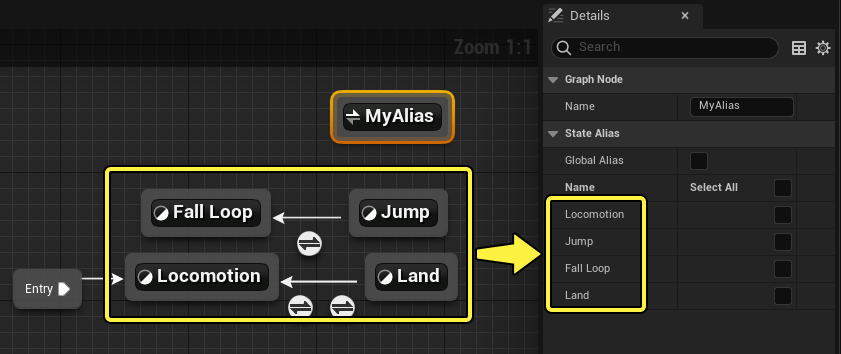 Details
Zoom 1:1
Search
Graph Node
Name
MyAlias
MyAlias
State Alias
Global Alias
Name Select All
Fall Loop
Jump
Locomotion
Jump
Locomotion
Land
Fall Loop
Entry
Land